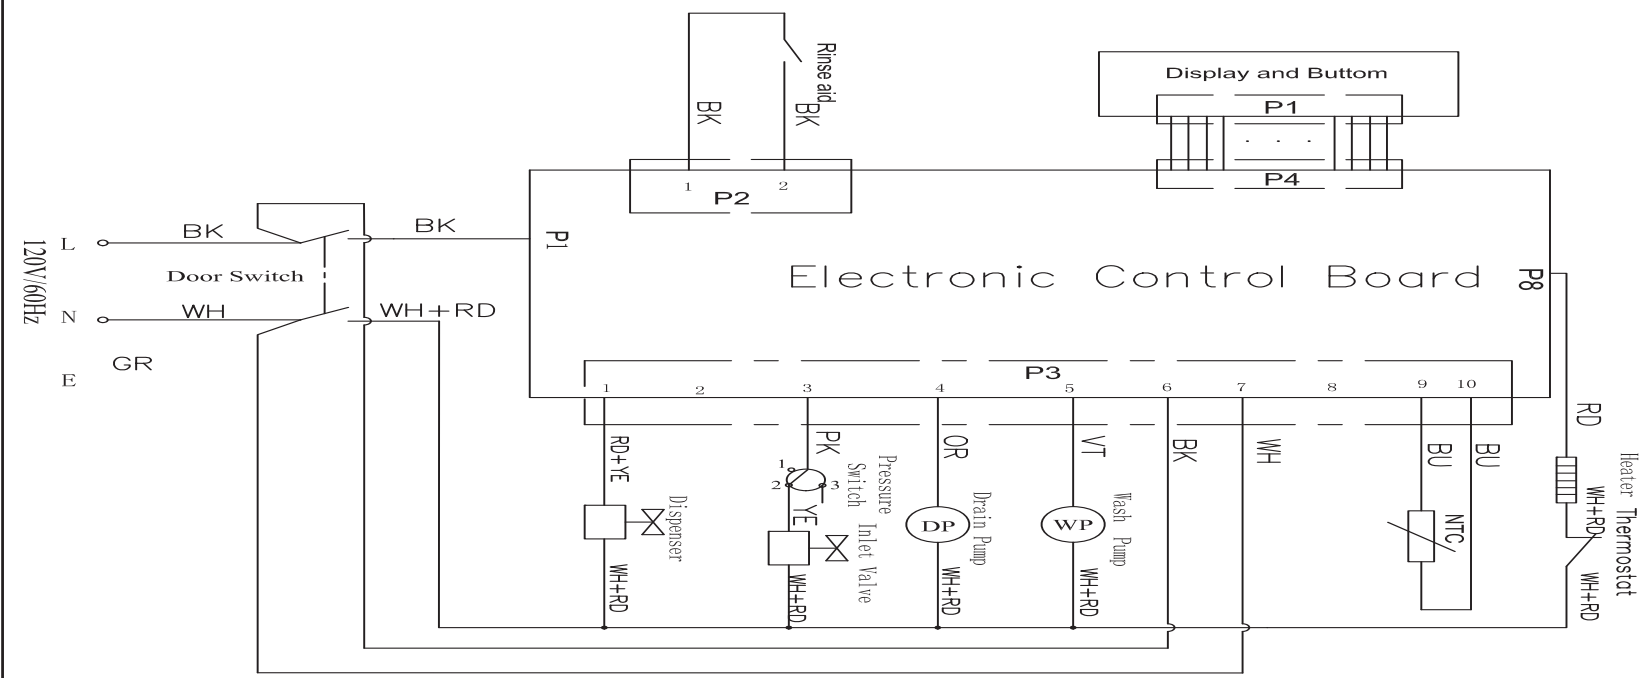 Rinse aid
BK
BK
1
2
P2
Display and Buttom
P1
. . .
P4
120V/60Hz
L
BK
BK
P1
Door Switch
N
WH
WH+RD
E
GR
Electronic Control Board
P8
P3
1
2
3
4
5
6
7
8
9
10
RD+YE
PK
OR
VT
BK
WH
BU
BU
RD
1
2
3
Pressure
Switch
YE
Dispenser
Inlet Valve
DP
Drain Pump
WP
Wash Pump
NTC
Heater
WH+RD
Thermostat
WH+RD
WH+RD
WH+RD
WH+RD
WH+RD